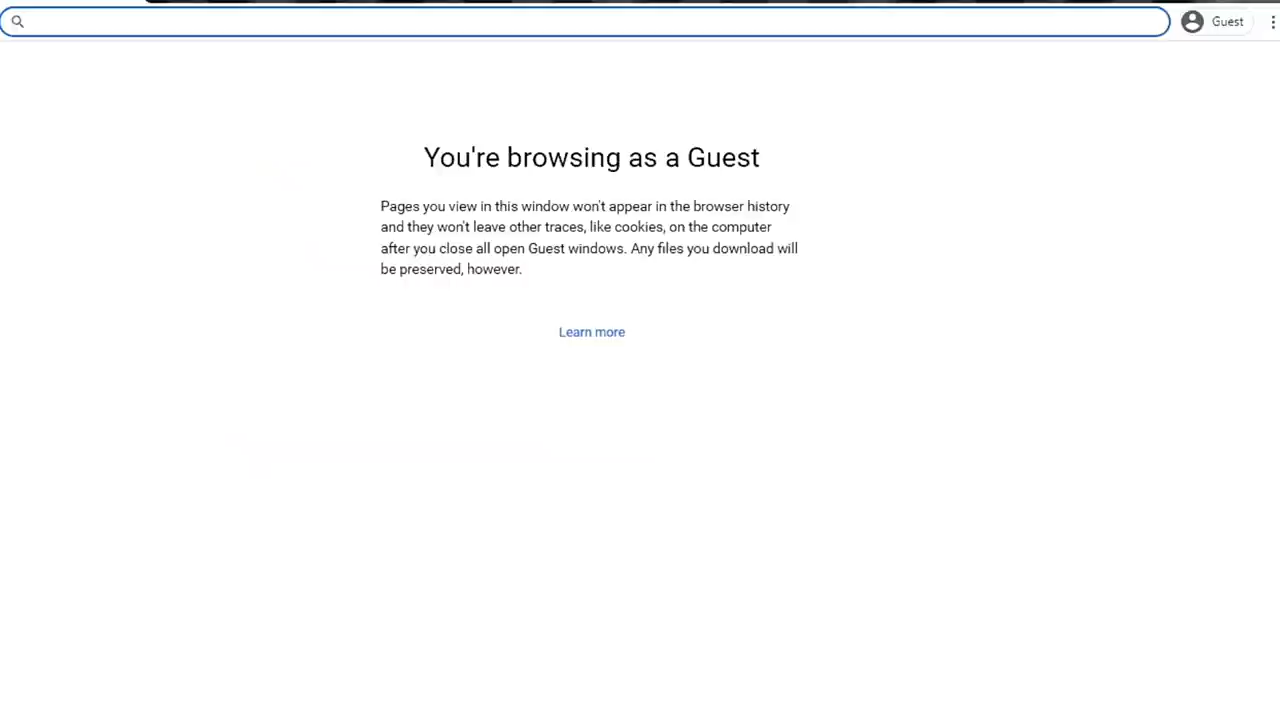 Guest
You're browsing as a Guest
Pages you view in this window won't appear in the browser history
and they won't leave other traces, like cookies, on the computer
after you close all open Guest windows. Any files you download will
be preserved, however.
Learn more